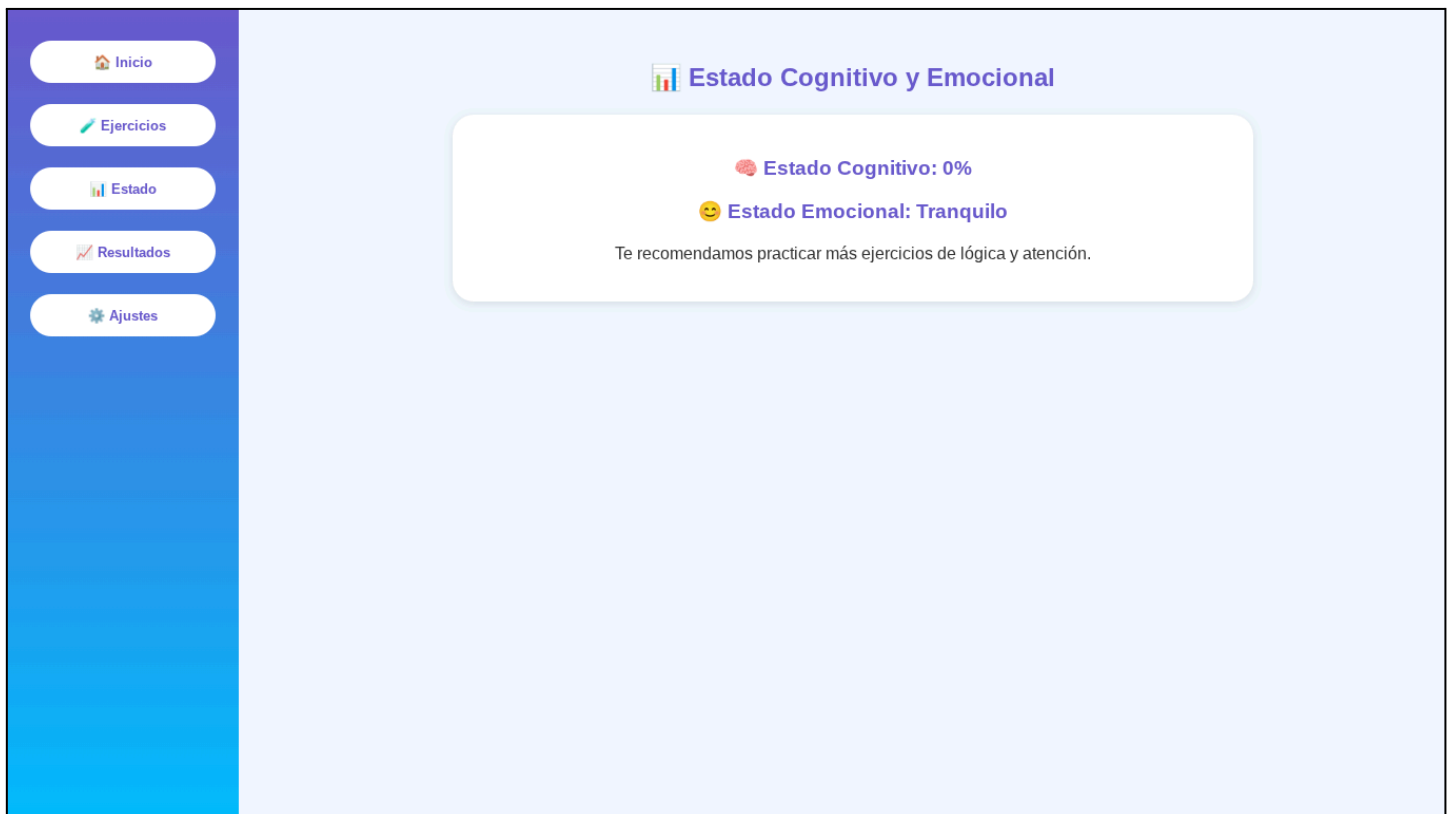 🏠 Inicio
🧪 Ejercicios
📊 Estado
📈 Resultados
⚙️ Ajustes
📊 Estado Cognitivo y Emocional
🧠 Estado Cognitivo: 0%
😊 Estado Emocional: Tranquilo
Te recomendamos practicar más ejercicios de lógica y atención.